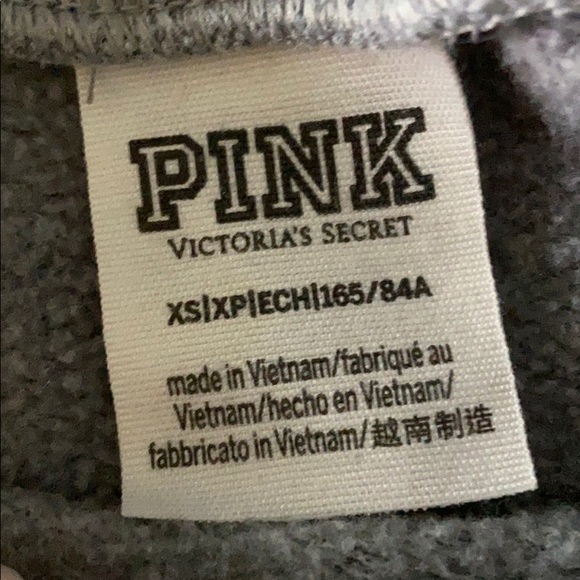 PINK
VICTORIA'S SECRET
XS|XP|ECH|165/84A
made in Vietnam/fabriqué au
Vietnam/hecho en Vietnam/
fabbricato in Vietnam/越南制造